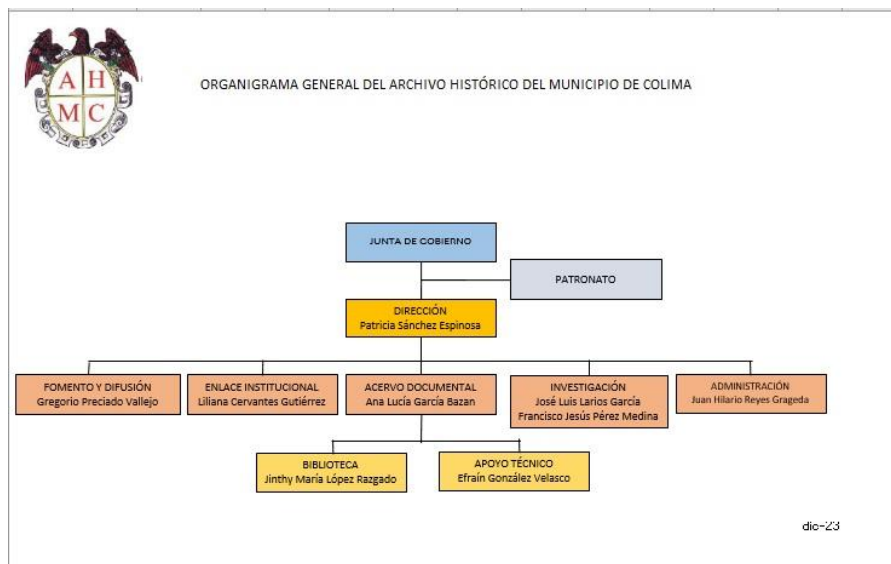 A H
M C
ORGANIGRAMA GENERAL DEL ARCHIVO HISTÓRICO DEL MUNICIPIO DE COLIMA
JUNTA DE GOBIERNO
PATRONATO
DIRECCIÓN
Patricia Sánchez Espinosa
FOMENTO Y DIFUSIÓN
Gregorio Preciado Vallejo
ENLACE INSTITUCIONAL
Liliana Cervantes Gutiérrez
ACERVO DOCUMENTAL
Ana Lucía García Bazan
INVESTIGACIÓN
José Luis Larios García
Francisco Jesús Pérez Medina
ADMINISTRACIÓN
Juan Hilario Reyes Grageda
BIBLIOTECA
Jinthy María López Razgado
APOYO TÉCNICO
Efraín González Velasco
dic-23